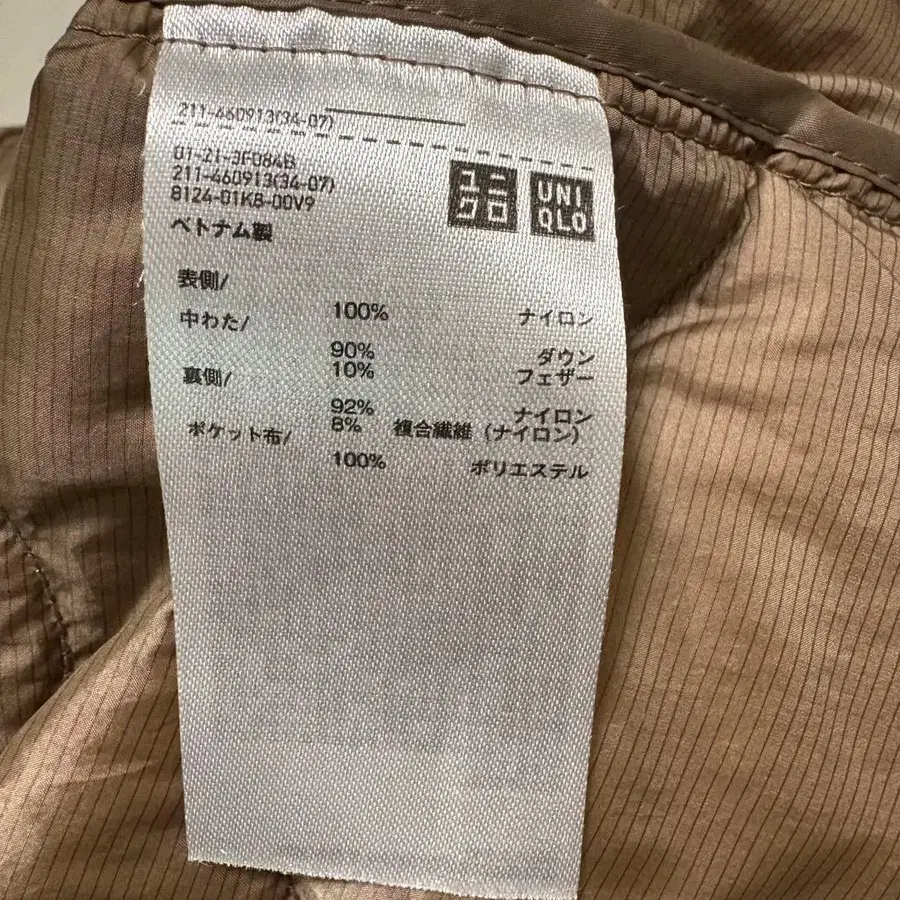 211-460913(34-07)
01-21-3F084B
211-460913(34-07)
8124-01K8-00V9
ユニクロ
UNIQLO
ベトナム製
表側/
100% ナイロン
中わた/
90% ダウン
10% フェザー
裏側/
92% ナイロン
8% 複合繊維 (ナイロン)
ポケット布/
100% ポリエステル